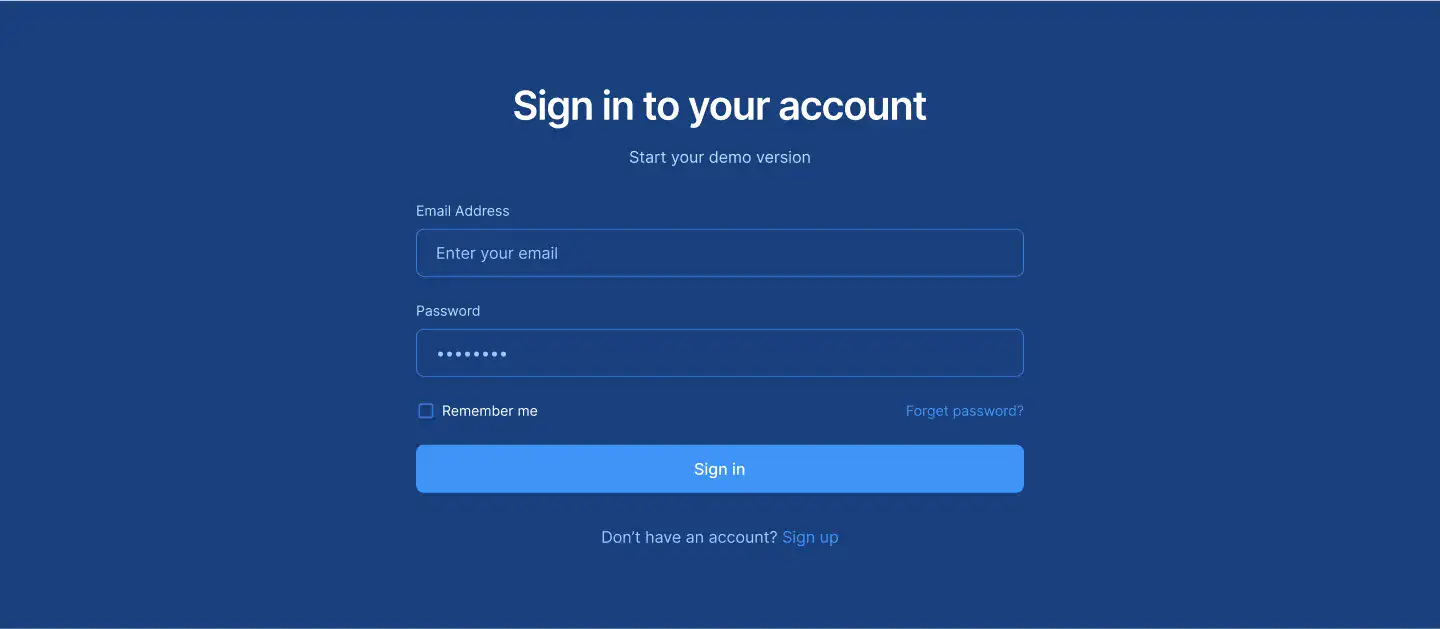 Sign in to your account
Start your demo version
Email Address
Enter your email
Password
••••••••
Remember me
Forget password?
Sign in
Don’t have an account? Sign up